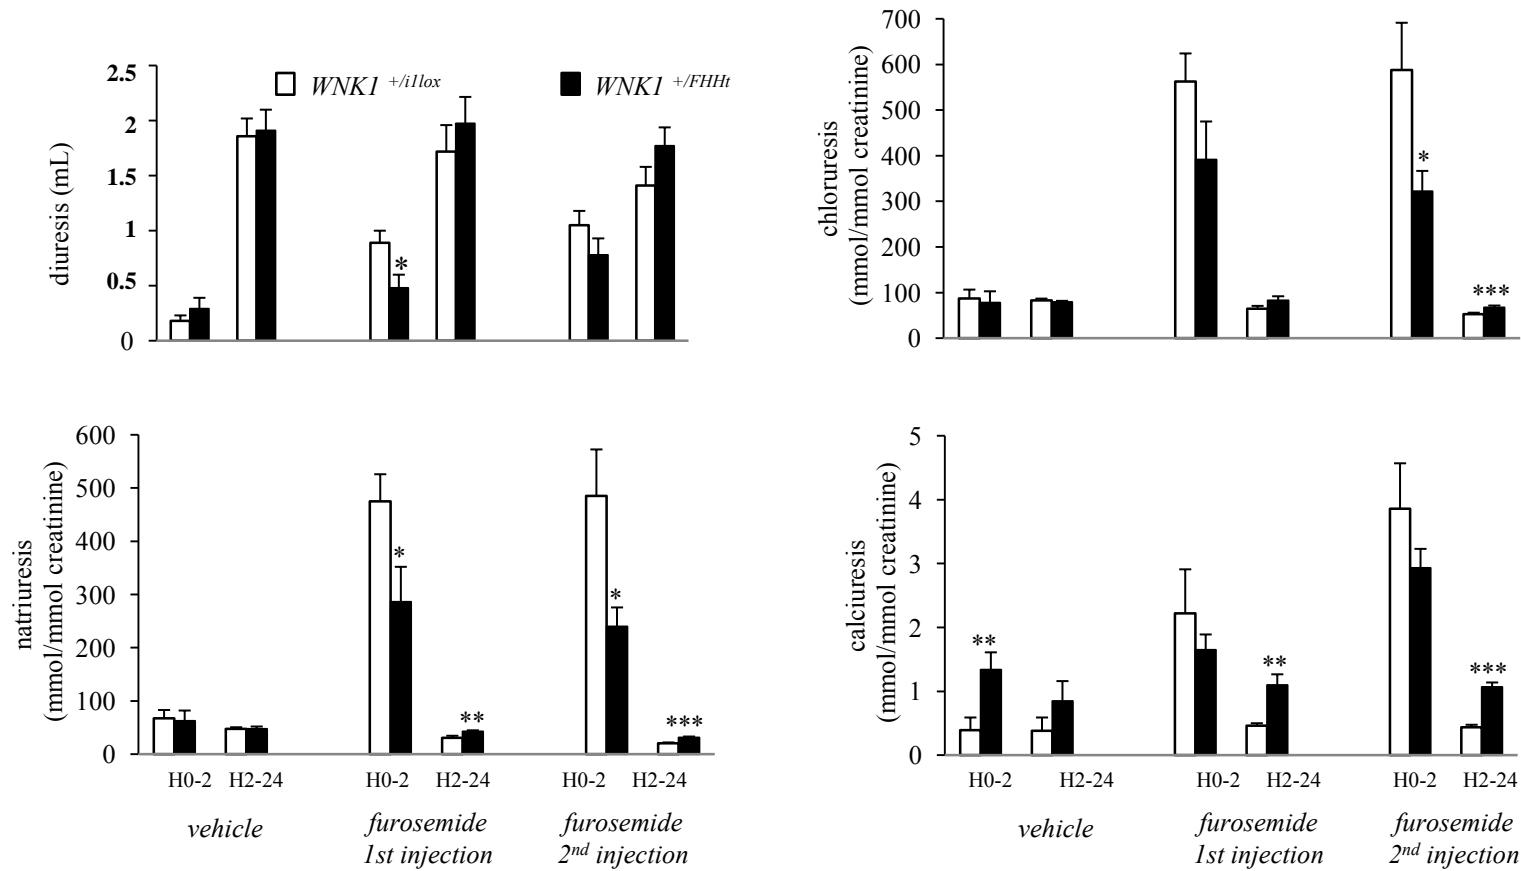 WNK1 +/i1lox
WNK1 +/FHHt
diuresis (mL)
2.5
2
1.5
1
0.5
0
*
chloruresis
(mmol/mmol creatinine)
700
600
500
400
300
200
100
0
*
***
natriuresis
(mmol/mmol creatinine)
600
500
400
300
200
100
0
*
**
*
***
H0-2 H2-24 H0-2 H2-24 H0-2 H2-24
vehicle
furosemide
1st injection
furosemide
2nd injection
calciuresis
(mmol/mmol creatinine)
5
4
3
2
1
0
**
**
***
H0-2 H2-24 H0-2 H2-24 H0-2 H2-24
vehicle
furosemide
1st injection
furosemide
2nd injection